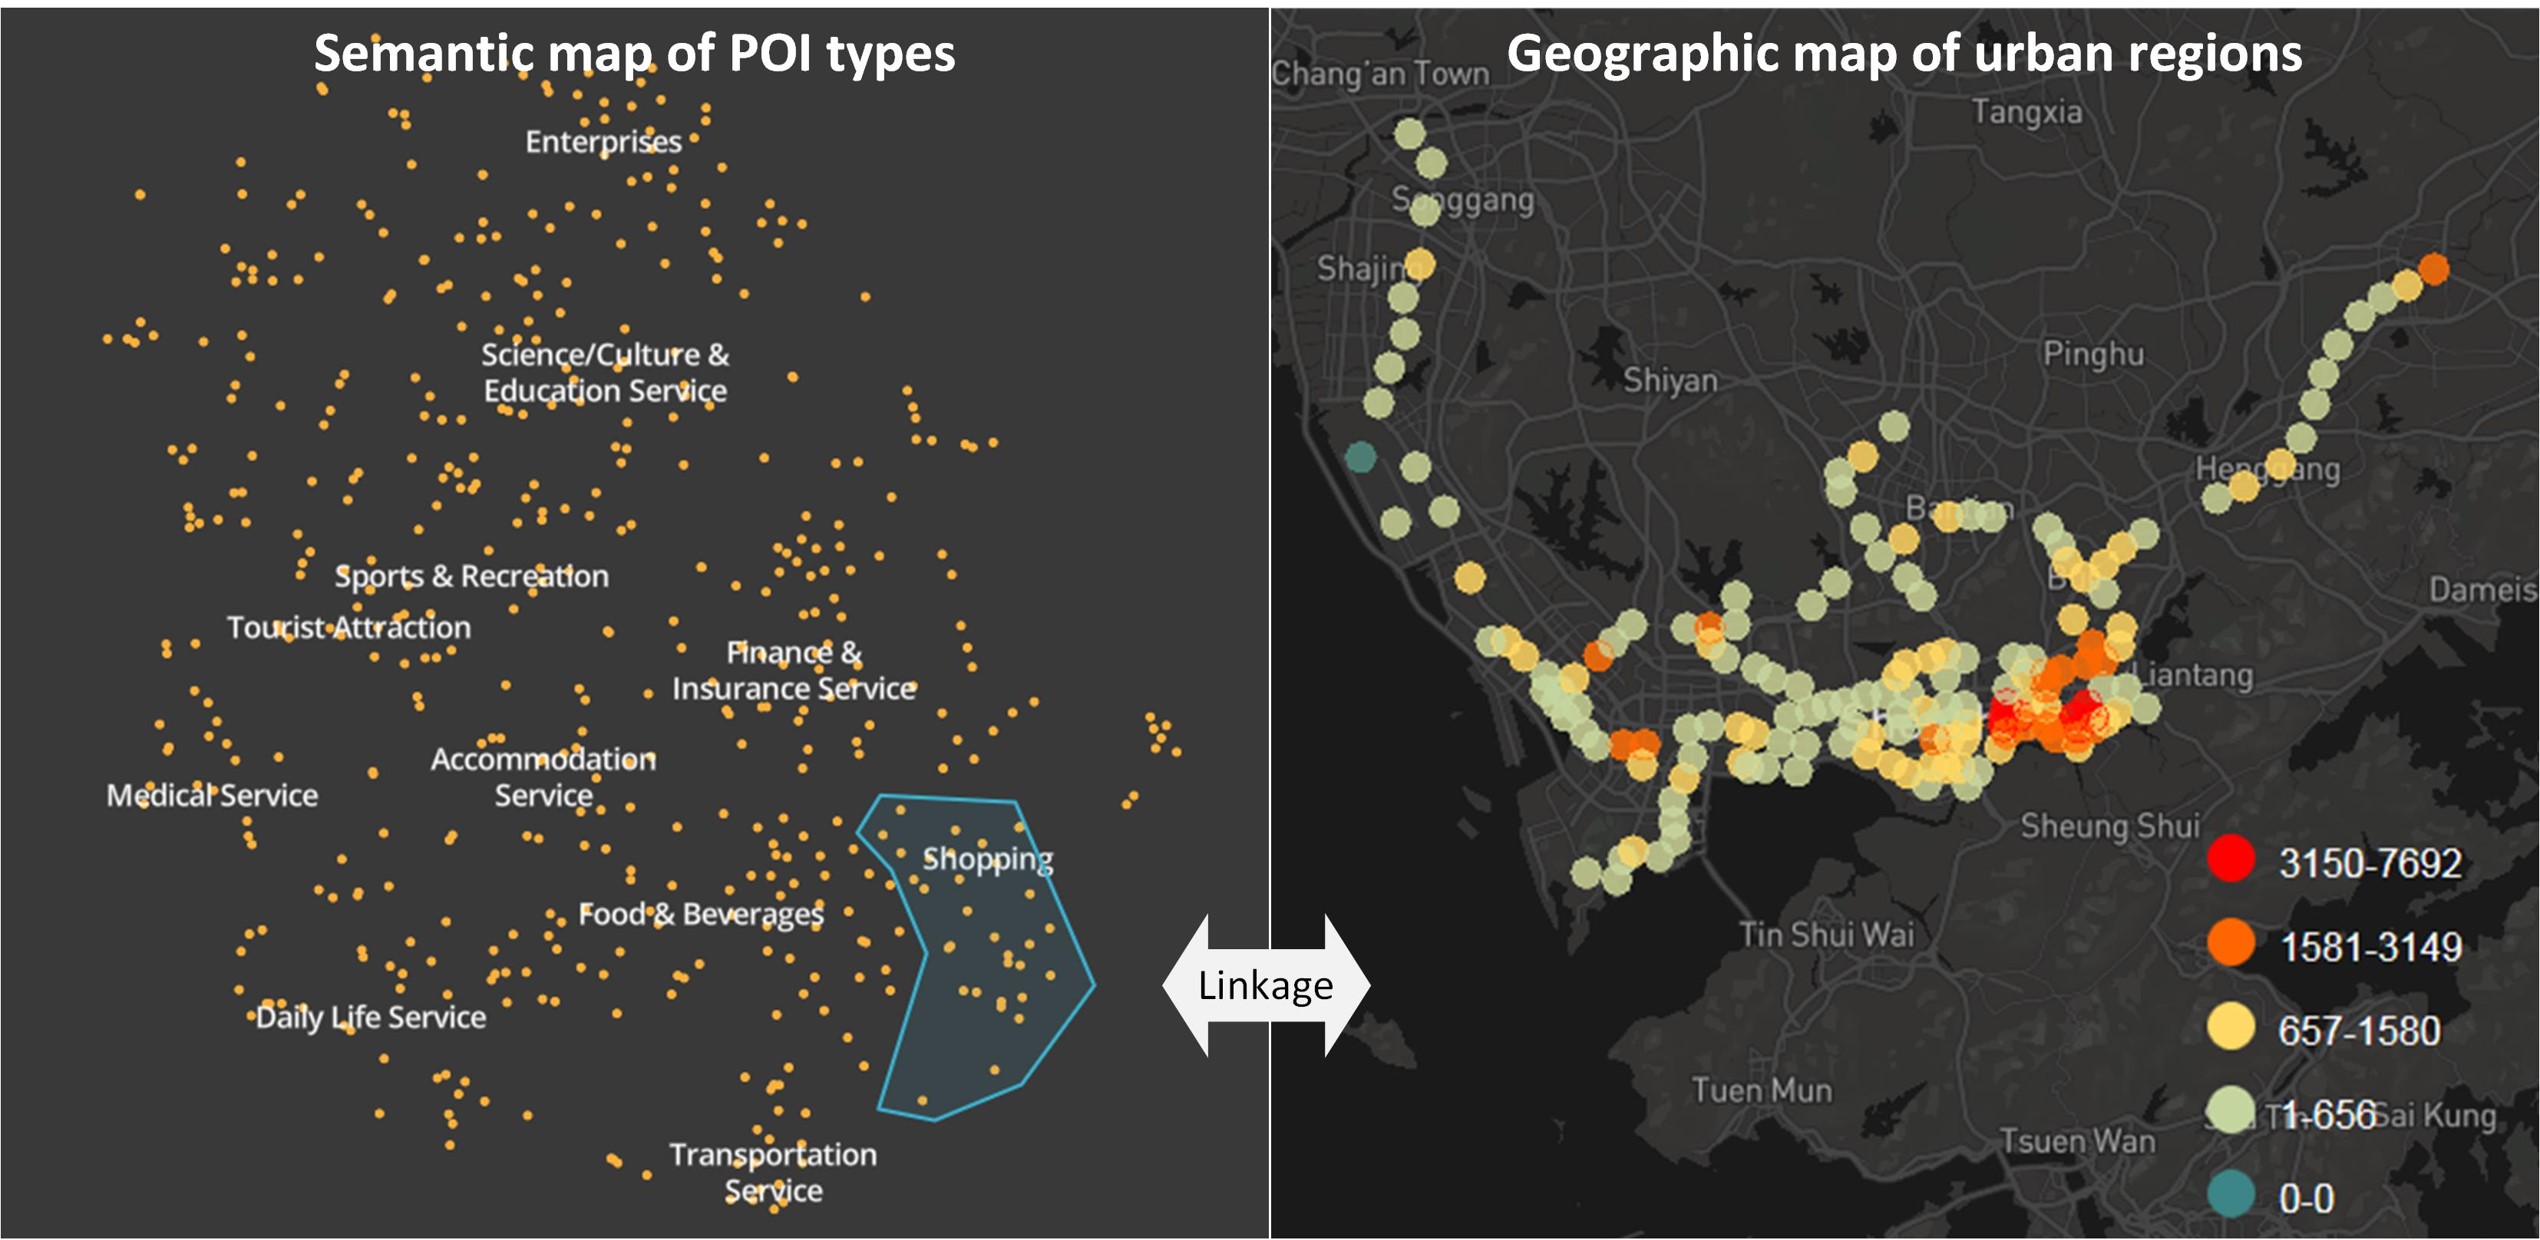 Semantic map of POI types
Enterprises
Science/Culture &
Education Service
Sports & Recreation
Tourist Attraction
Finance &
Insurance Service
Accommodation
Service
Medical Service
Shopping
Food & Beverages
Daily Life Service
Transportation
Service
Linkage
Geographic map of urban regions
Chang'an Town
Tangxia
Songgang
Shajing
Pinghu
Shiyan
Henggang
Bantian
Dameis
Liantang
Sheung Shui
Tin Shui Wai
Tuen Mun
Tsuen Wan
Sai Kung
3150-7692
1581-3149
657-1580
1-656
0-0